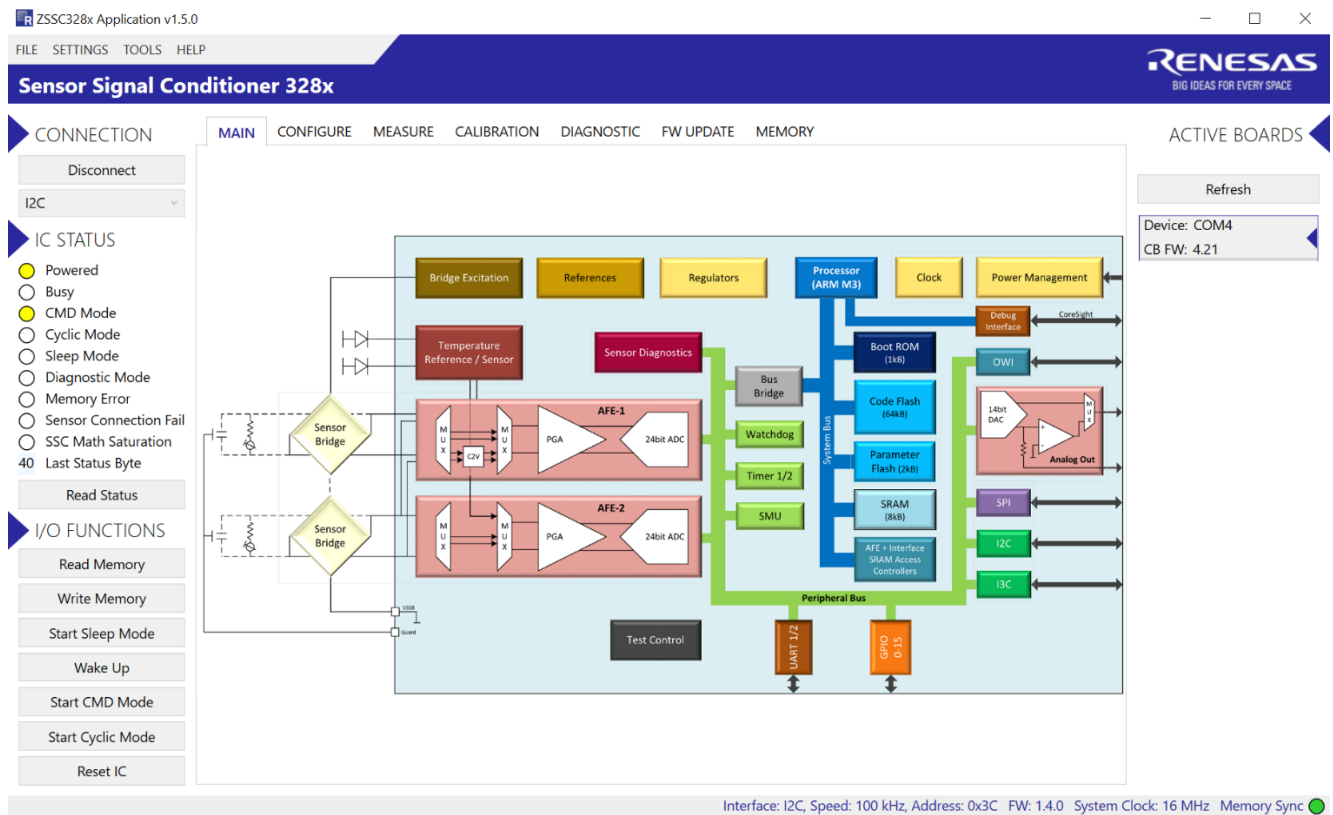 ZSSC328x Application v1.5.0
FILE SETTINGS TOOLS HELP
RENESAS
BIG IDEAS FOR EVERY SPACE
Sensor Signal Conditioner 328x
CONNECTION
Disconnect
I2C
IC STATUS
Powered
Busy
CMD Mode
Cyclic Mode
Sleep Mode
Diagnostic Mode
Memory Error
Sensor Connection Fail
SSC Math Saturation
40 Last Status Byte
Read Status
I/O FUNCTIONS
Read Memory
Write Memory
Start Sleep Mode
Wake Up
Start CMD Mode
Start Cyclic Mode
Reset IC
MAIN CONFIGURE MEASURE CALIBRATION DIAGNOSTIC FW UPDATE MEMORY
Bridge Excitation
References
Regulators
Processor
(ARM M3)
Clock
Power Management
Debug
Interface
CoreSight
Temperature
Reference / Sensor
Sensor Diagnostics
Boot ROM
(1kB)
OWI
Bus
Bridge
Code Flash
(64kB)
14bit
DAC
MUX
Analog Out
Sensor
Bridge
AFE-1
MUX
C2V
MUX
PGA
24bit ADC
Watchdog
System Bus
Parameter
Flash (2kB)
Timer 1/2
SRAM
(8kB)
SPI
Sensor
Bridge
AFE-2
MUX
MUX
PGA
24bit ADC
SMU
AFE + Interface
SRAM Access
Controllers
I2C
I3C
Peripheral Bus
VSSB
Guard
Test Control
UART 1/2
GPIO
0-15
ACTIVE BOARDS
Refresh
Device: COM4
CB FW: 4.21
Interface: I2C, Speed: 100 kHz, Address: 0x3C FW: 1.4.0 System Clock: 16 MHz Memory Sync